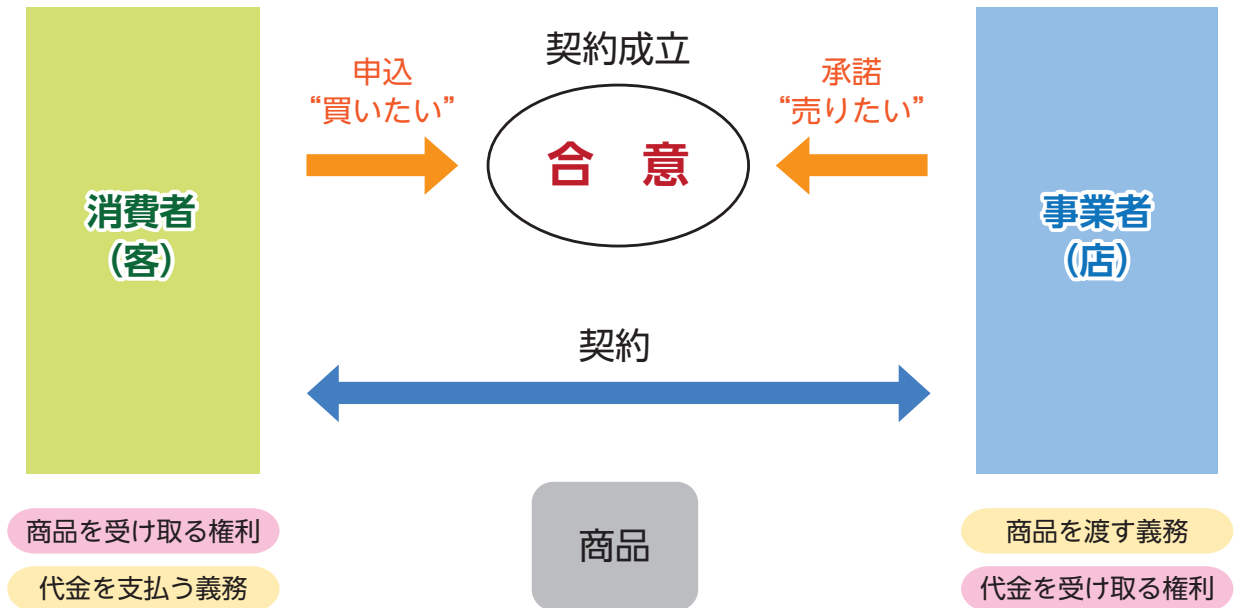 契約成立
申込
“買いたい”
承諾
“売りたい”
合 意
消費者
(客)
事業者
(店)
契約
商品を受け取る権利
代金を支払う義務
商品
商品を渡す義務
代金を受け取る権利